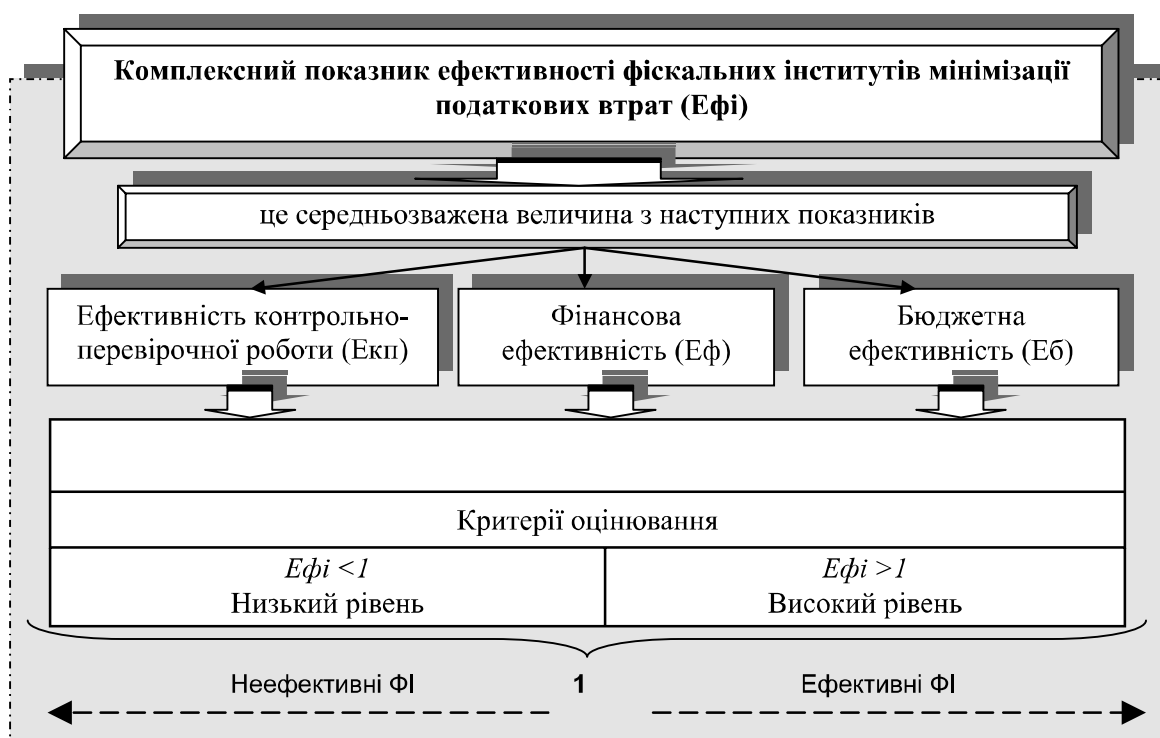 Комплексний показник ефективності фіскальних інститутів мінімізації
податкових втрат (Ефі)
це середньозважена величина з наступних показників
Ефективність контрольно-
перевірочної роботи (Екп)
Фінансова
ефективність (Еф)
Бюджетна
ефективність (Еб)
Критерії оцінювання
Ефі <1
Низький рівень
Ефі >1
Високий рівень
Неефективні ФІ
1
Ефективні ФІ